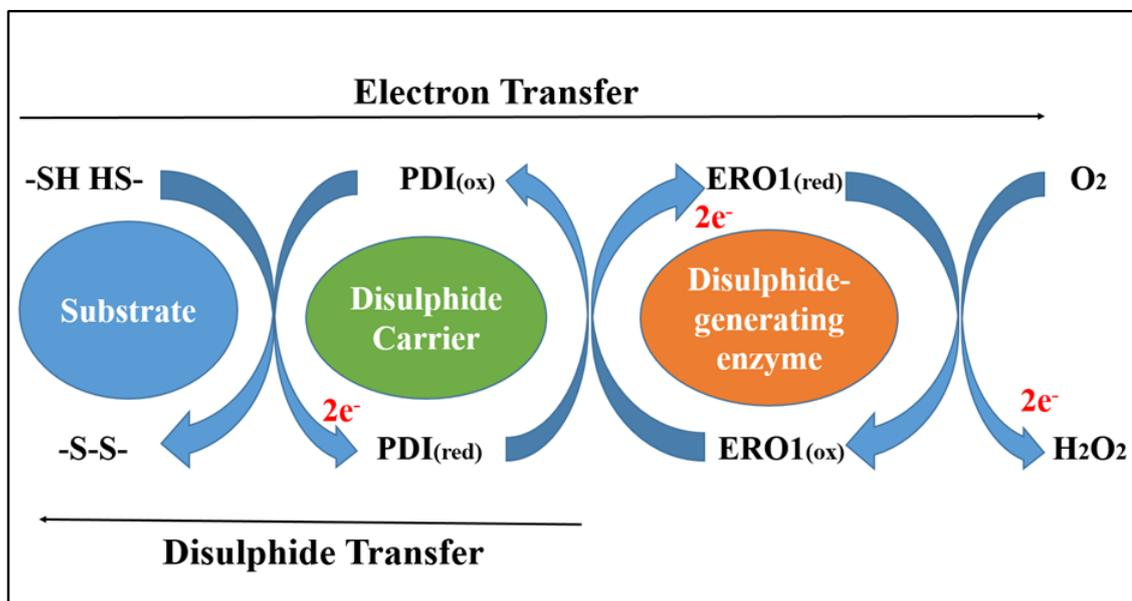 Electron Transfer
-SH HS- PDI(ox) ERO1(red) O2
2e-
Substrate
Disulphide
Carrier
Disulphide-
generating
enzyme
2e-
2e-
-S-S- PDI(red) ERO1(ox) H2O2
Disulphide Transfer